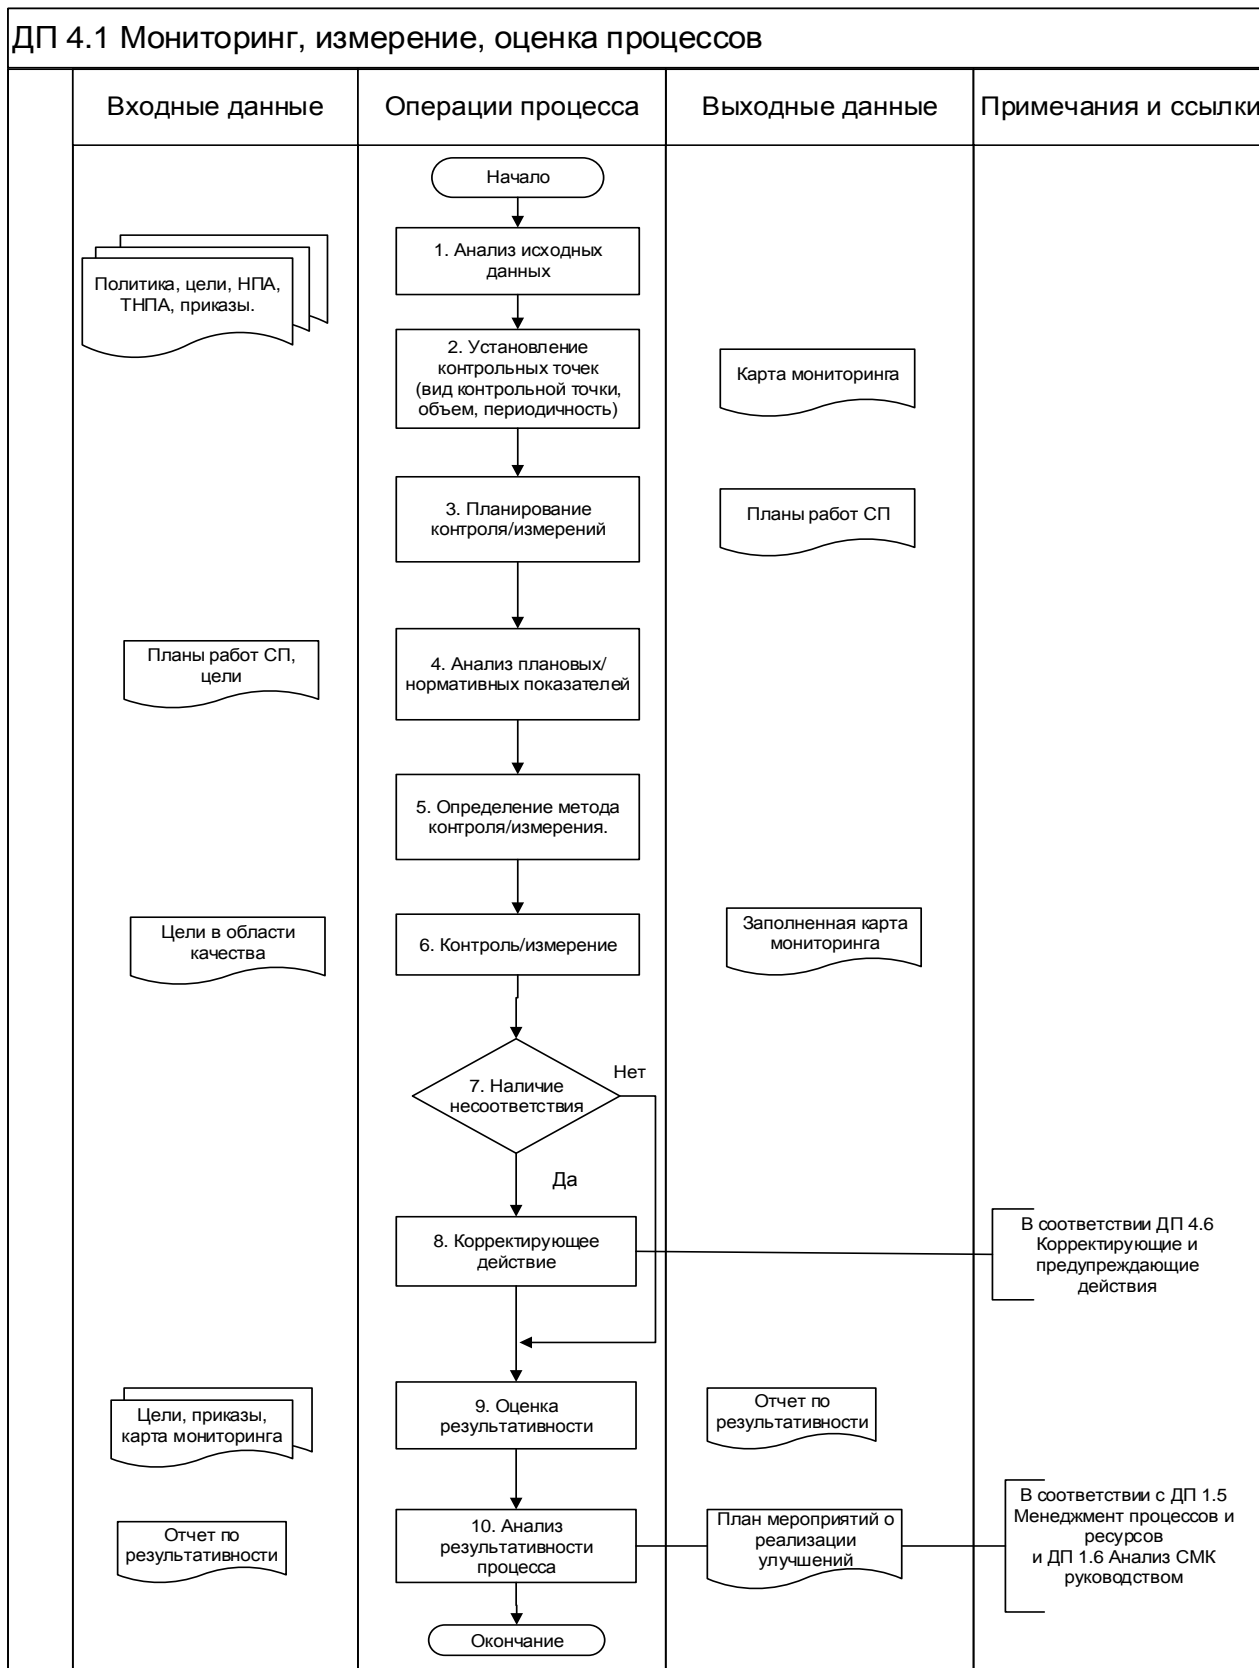 ДП 4.1 Мониторинг, измерение, оценка процессов
Входные данные
Операции процесса
Выходные данные
Примечания и ссылки
Начало
1. Анализ исходных
данных
Политика, цели, НПА,
ТНПА, приказы.
2. Установление
контрольных точек
(вид контрольной точки,
объем, периодичность)
Карта мониторинга
3. Планирование
контроля/измерений
Планы работ СП
Планы работ СП,
цели
4. Анализ плановых/
нормативных показателей
5. Определение метода
контроля/измерения.
Цели в области
качества
6. Контроль/измерение
Заполненная карта
мониторинга
7. Наличие
несоответствия
Нет
Да
8. Корректирующее
действие
В соответствии ДП 4.6
Корректирующие и
предупреждающие
действия
Цели, приказы,
карта мониторинга
9. Оценка
результативности
Отчет по
результативности
Отчет по
результативности
10. Анализ
результативности
процесса
План мероприятий о
реализации
улучшений
В соответствии с ДП 1.5
Менеджмент процессов и
ресурсов
и ДП 1.6 Анализ СМК
руководством
Окончание